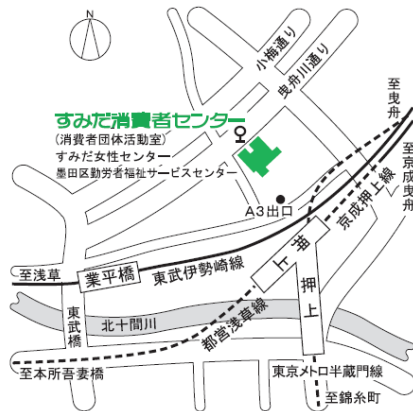 N
小梅通り
曳舟川通り
至曳舟
至京成曳舟
すみだ消費者センター
(消費者団体活動室)
すみだ女性センター
墨田区勤労者福祉サービスセンター
A3出口
京成押上線
押上
押上
至浅草
業平橋
東武伊勢崎線
東武橋
北十間川
都営浅草線
至本所吾妻橋
東京メトロ半蔵門線
至錦糸町